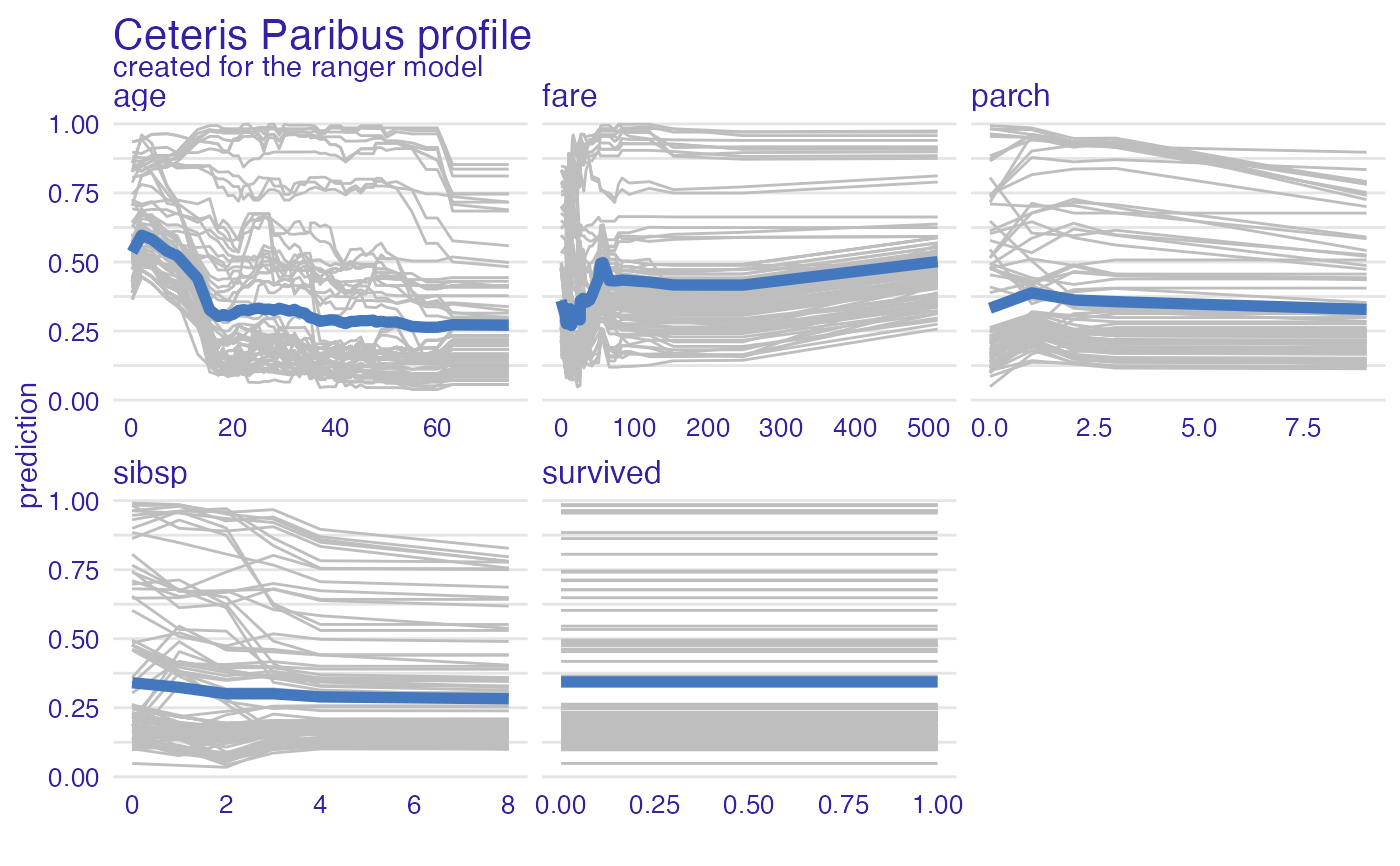 Ceteris Paribus profile
created for the ranger model
age fare parch
1.00
0.75
0.50
0.25
0.00
0 20 40 60 0 100 200 300 400 500 0.0 2.5 5.0 7.5
prediction
sibsp survived
1.00
0.75
0.50
0.25
0.00
0 2 4 6 8 0.00 0.25 0.50 0.75 1.00